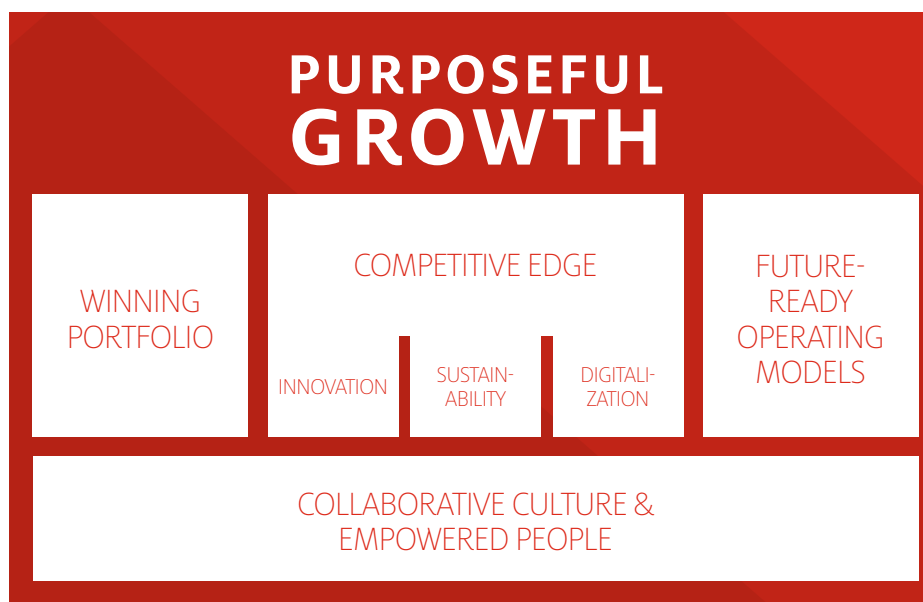 PURPOSEFUL
GROWTH
WINNING
PORTFOLIO
COMPETITIVE EDGE
INNOVATION
SUSTAIN-
ABILITY
DIGITALI-
ZATION
FUTURE-
READY
OPERATING
MODELS
COLLABORATIVE CULTURE &
EMPOWERED PEOPLE